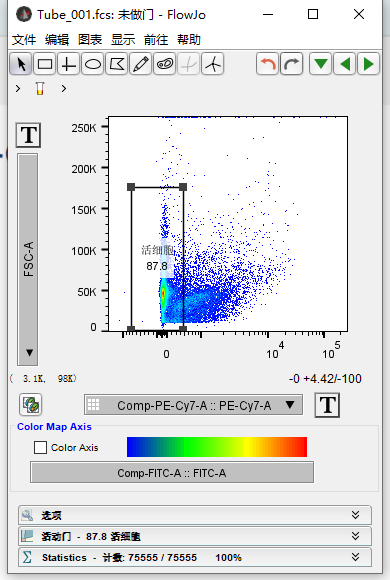 Tube_001.fcs: 未做门 - FlowJo
文件 编辑 图表 显示 前往 帮助
T
250K
200K
150K
100K
50K
0
FSC-A
活细胞
87.8
0 10^4 10^5
( 3.1K, 98K)
-0 +4.42/-100
Comp-PE-Cy7-A :: PE-Cy7-A
T
Color Map Axis
Color Axis
Comp-FITC-A :: FITC-A
选项
活动门 - 87.8 活细胞
Statistics - 计数: 75555 / 75555 100%